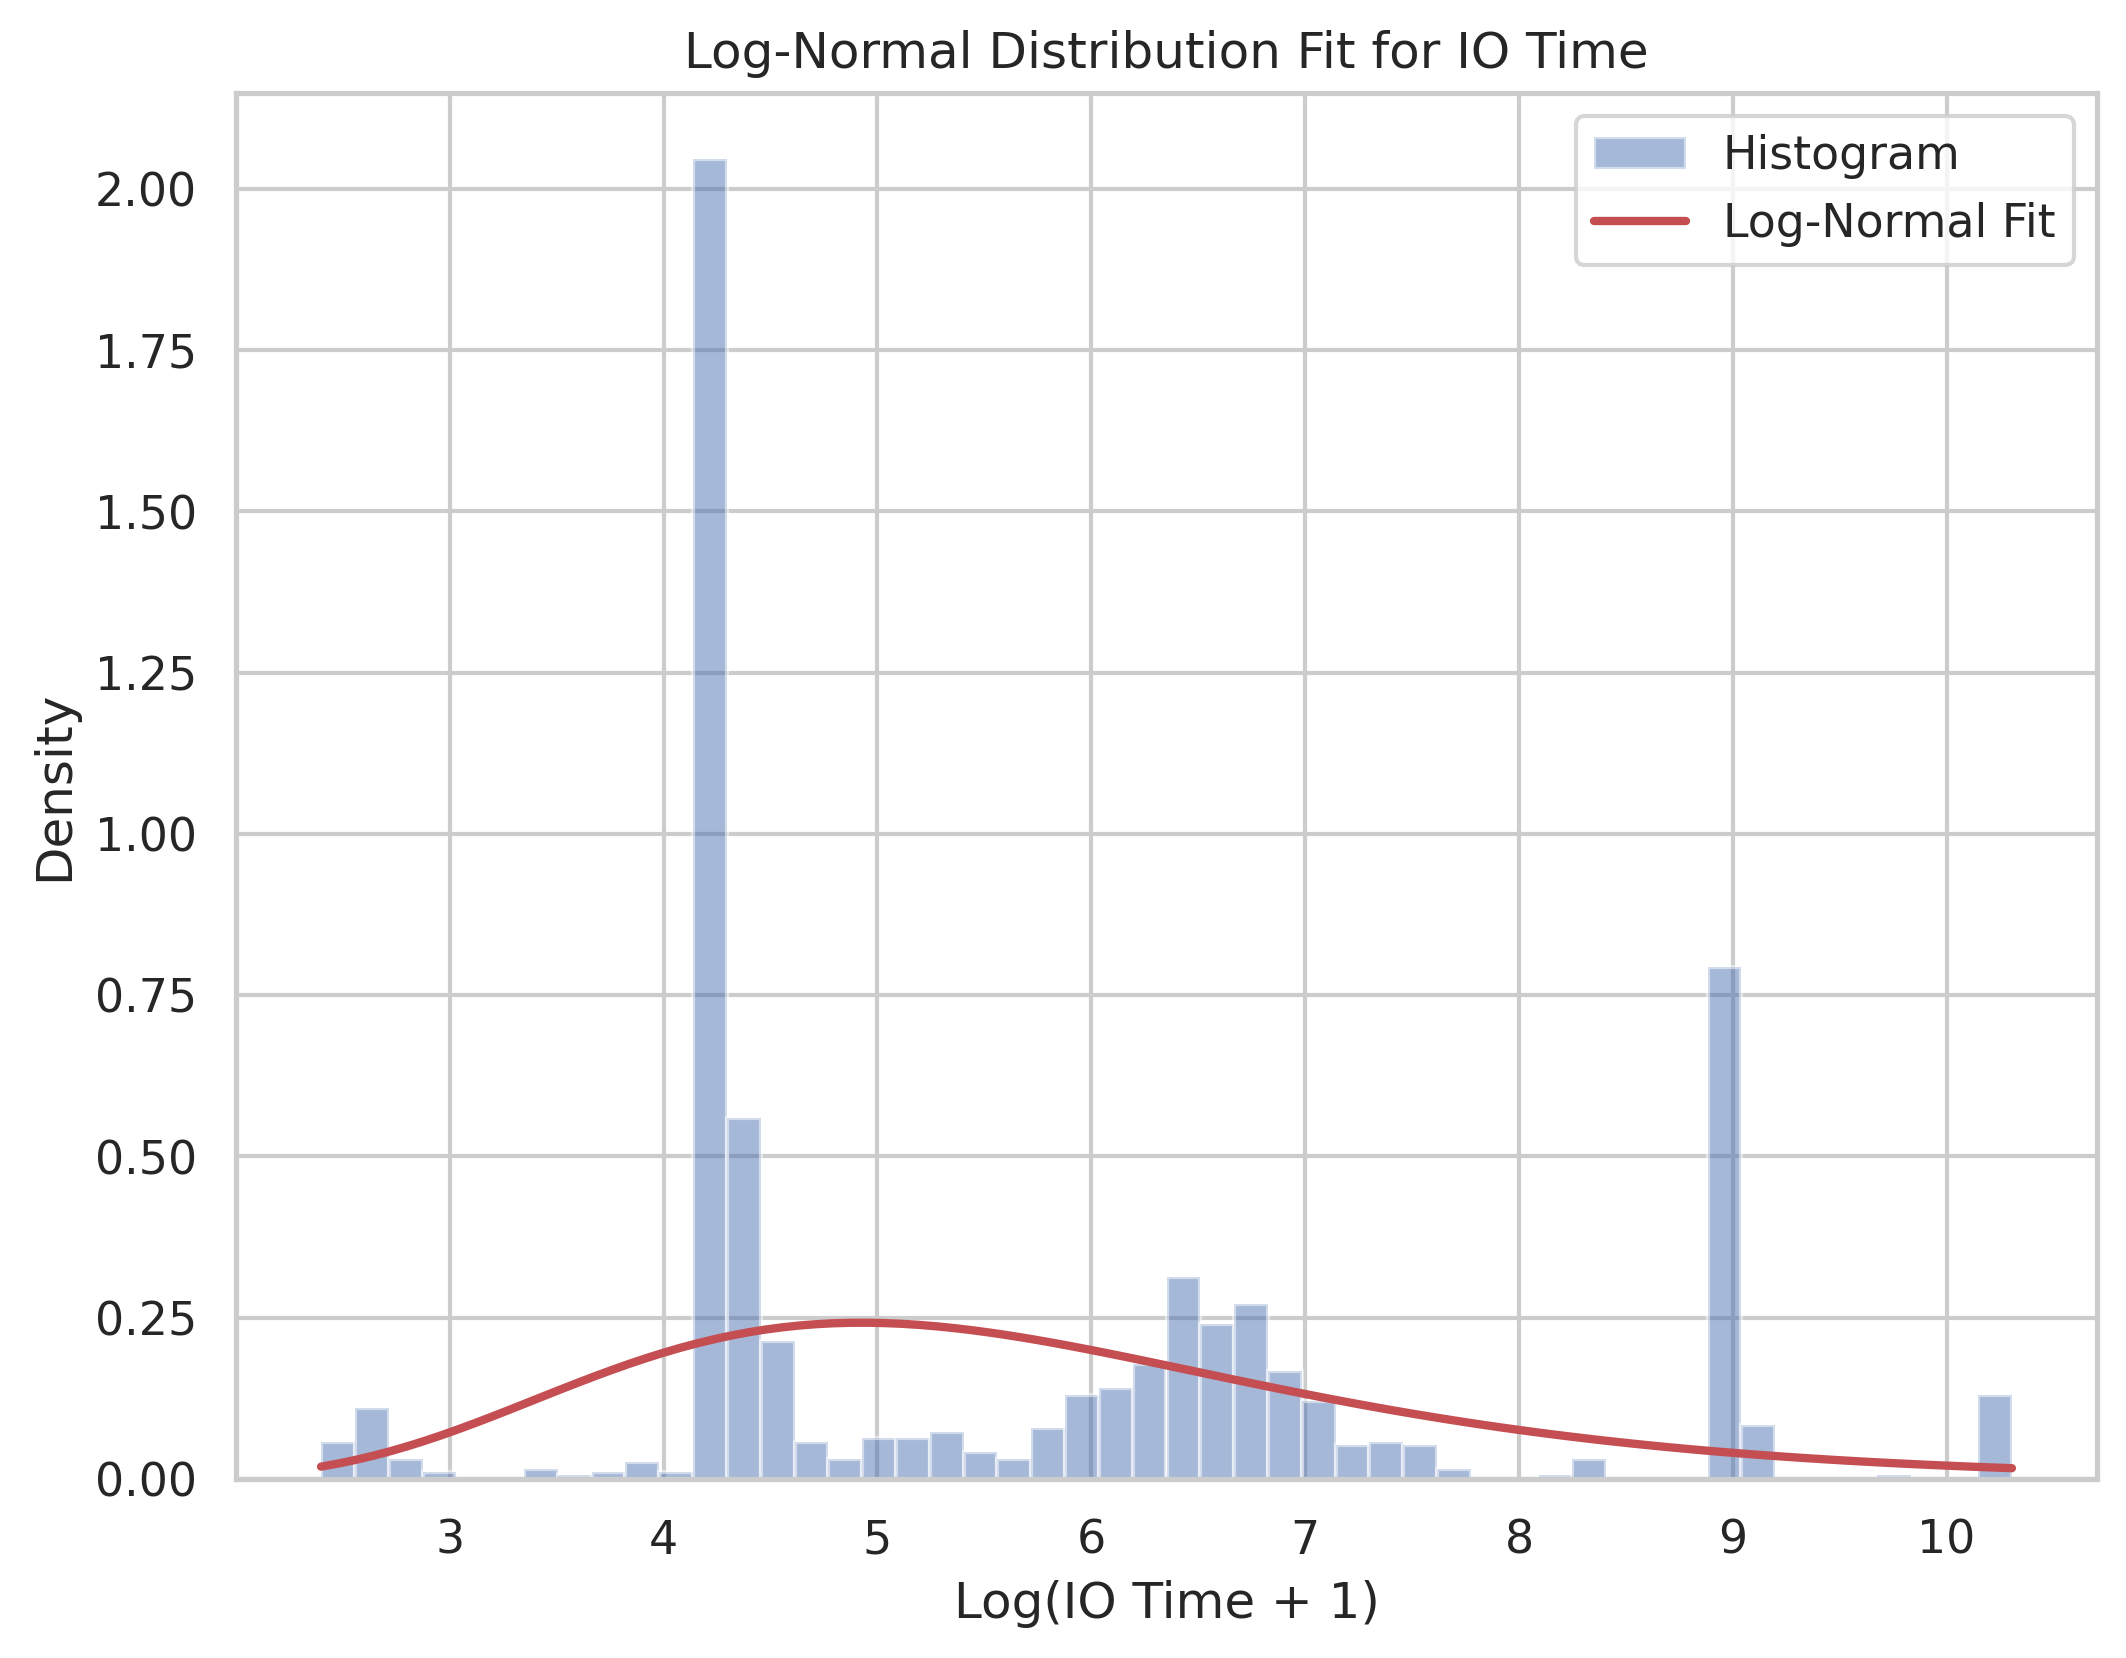 Log-Normal Distribution Fit for IO Time
Histogram
Log-Normal Fit
2.00
1.75
1.50
1.25
1.00
0.75
0.50
0.25
0.00
Density
3 4 5 6 7 8 9 10
Log(IO Time + 1)